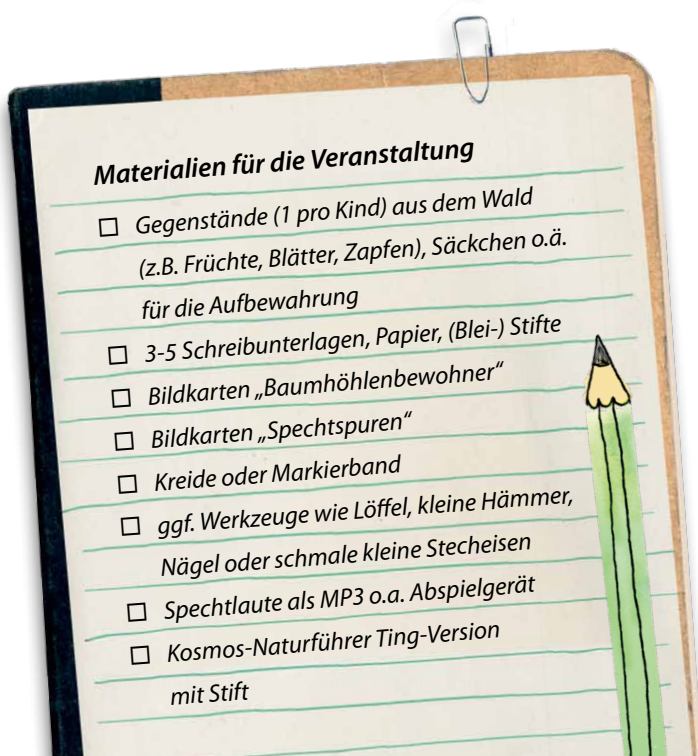 Materialien für die Veranstaltung
☐ Gegenstände (1 pro Kind) aus dem Wald
(z.B. Früchte, Blätter, Zapfen), Säckchen o.ä.
für die Aufbewahrung
☐ 3-5 Schreibunterlagen, Papier, (Blei-) Stifte
☐ Bildkarten „Baumhöhlenbewohner“
☐ Bildkarten „Spechtspuren“
☐ Kreide oder Markierband
☐ ggf. Werkzeuge wie Löffel, kleine Hämmer,
Nägel oder schmale kleine Stecheisen
☐ Spechtlaute als MP3 o.a. Abspielgerät
☐ Kosmos-Naturführer Ting-Version
mit Stift